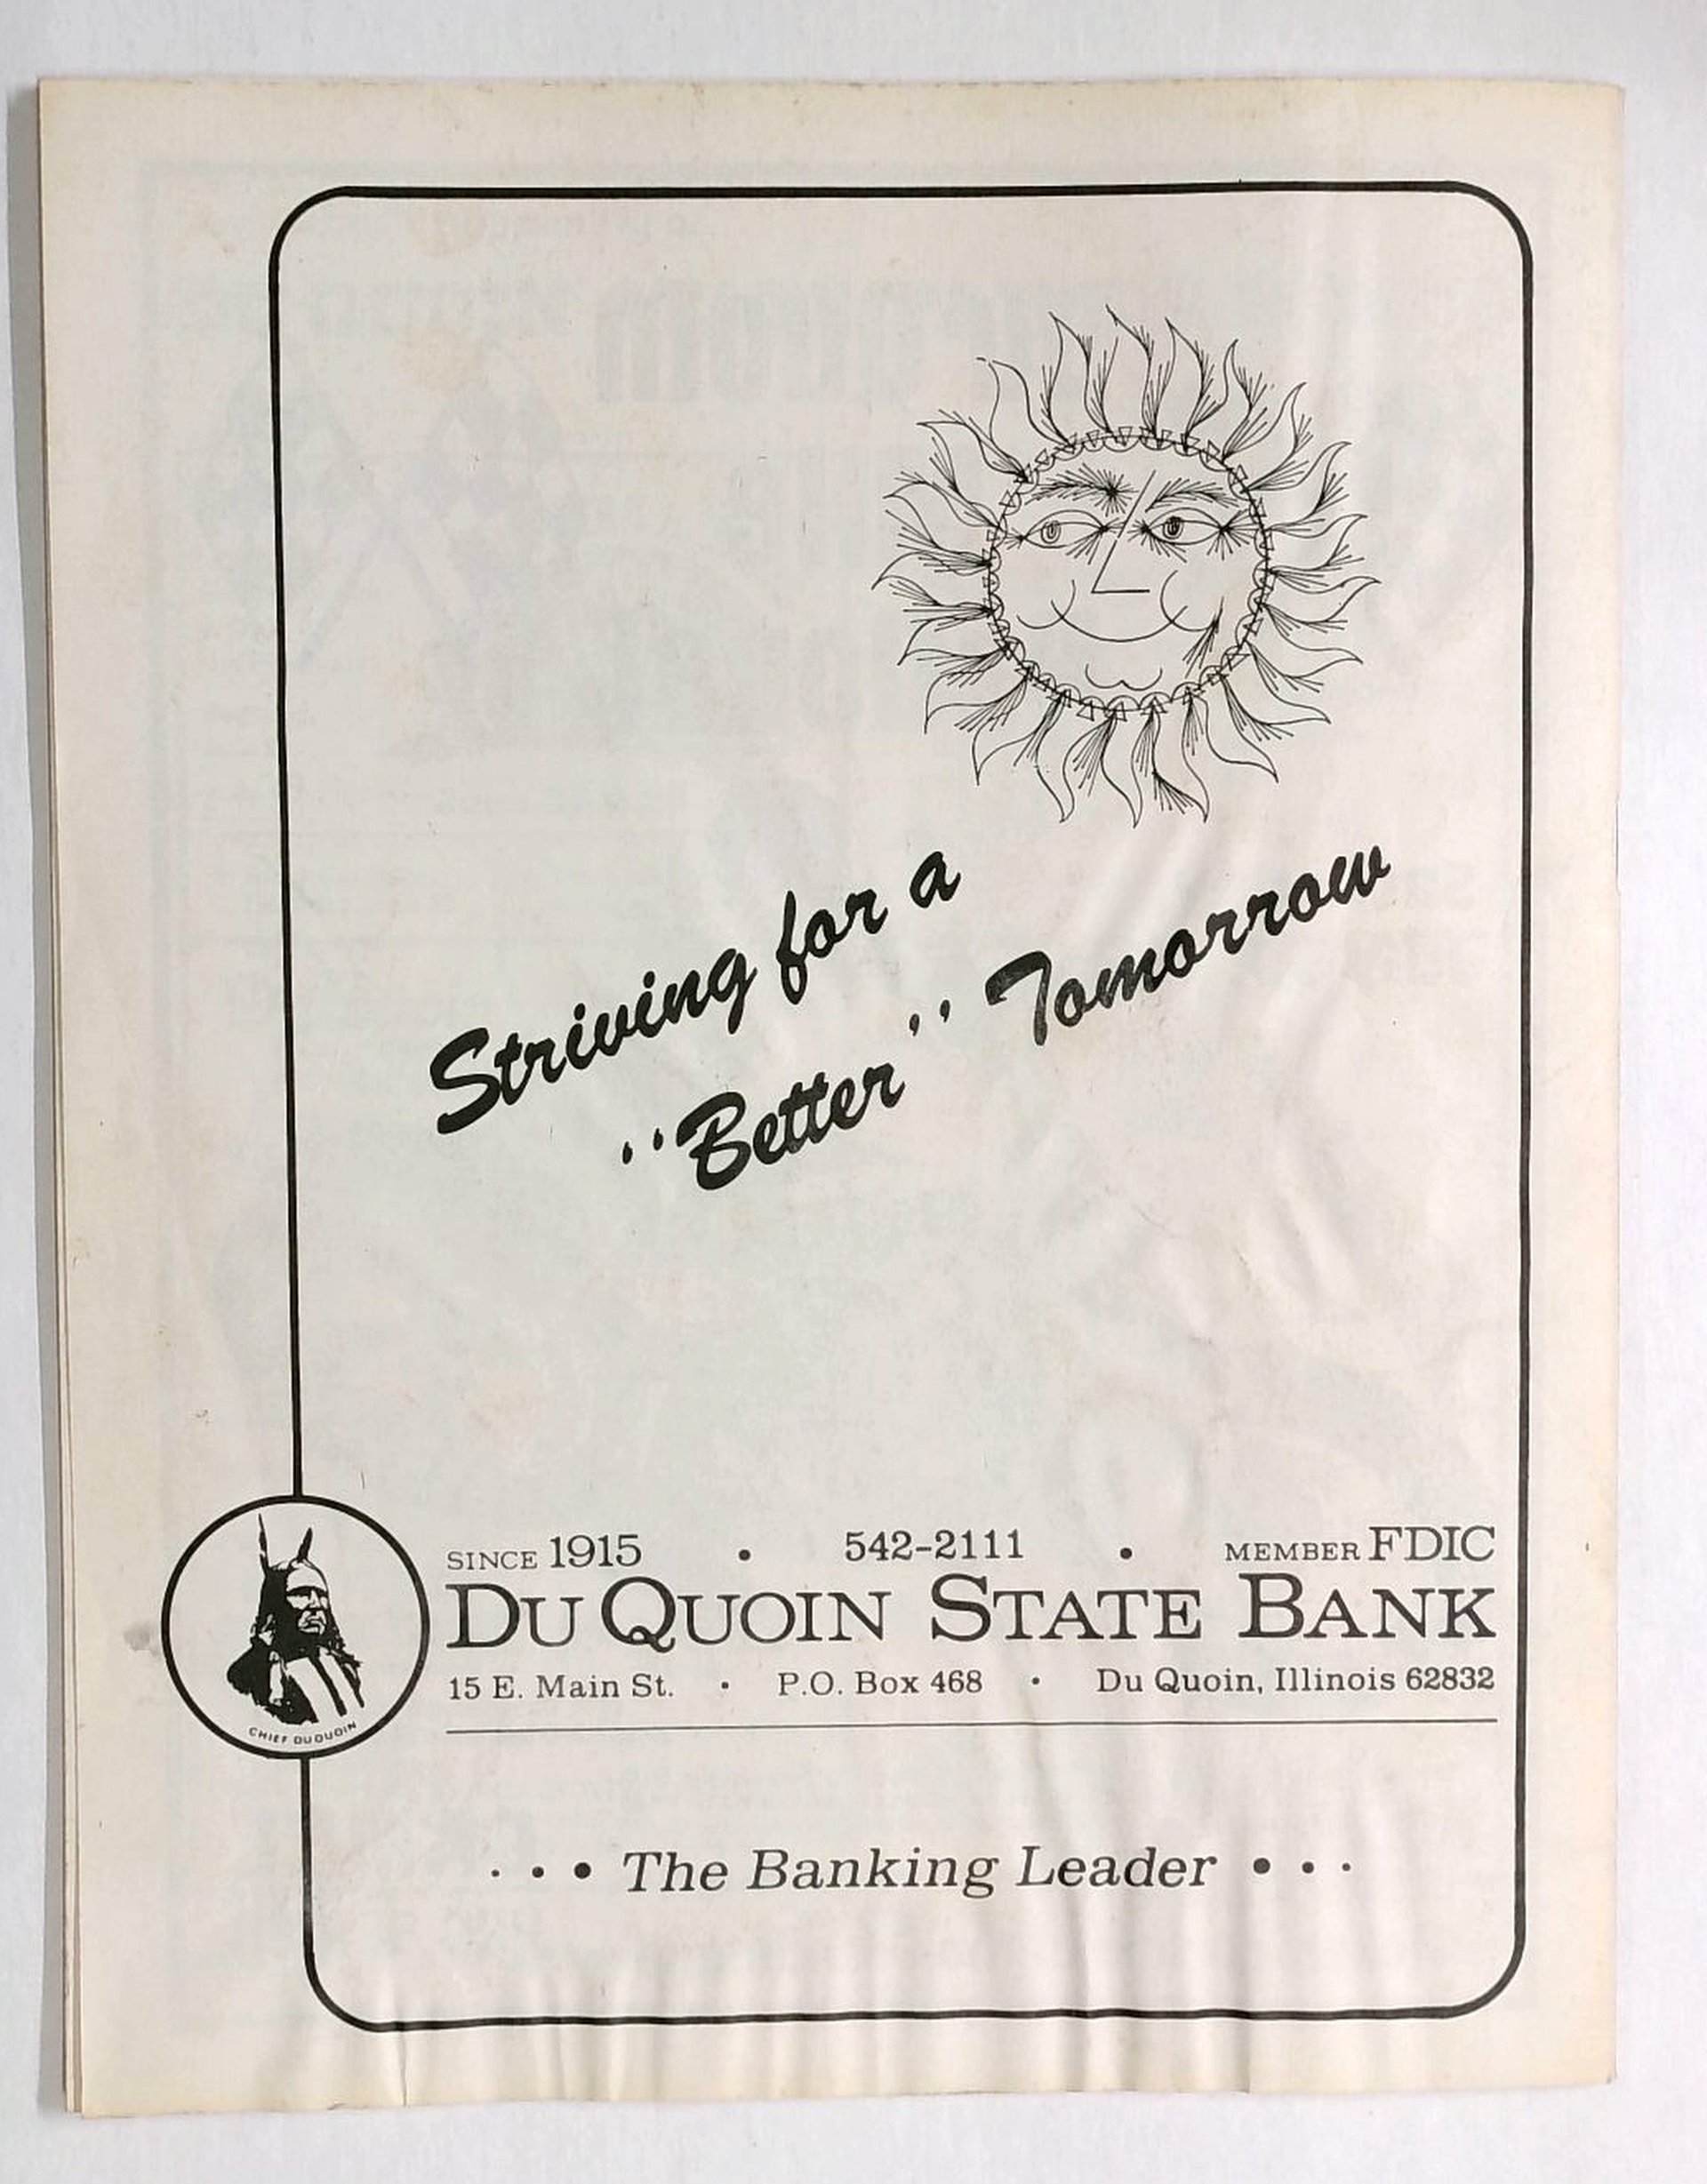 Striving for a
"Better" Tomorrow
SINCE 1915 • 542-2111 • MEMBER FDIC
DU QUOIN STATE BANK
15 E. Main St. • P.O. Box 468 • Du Quoin, Illinois 62832
CHIEF DUQUOIN
• • • The Banking Leader • • •